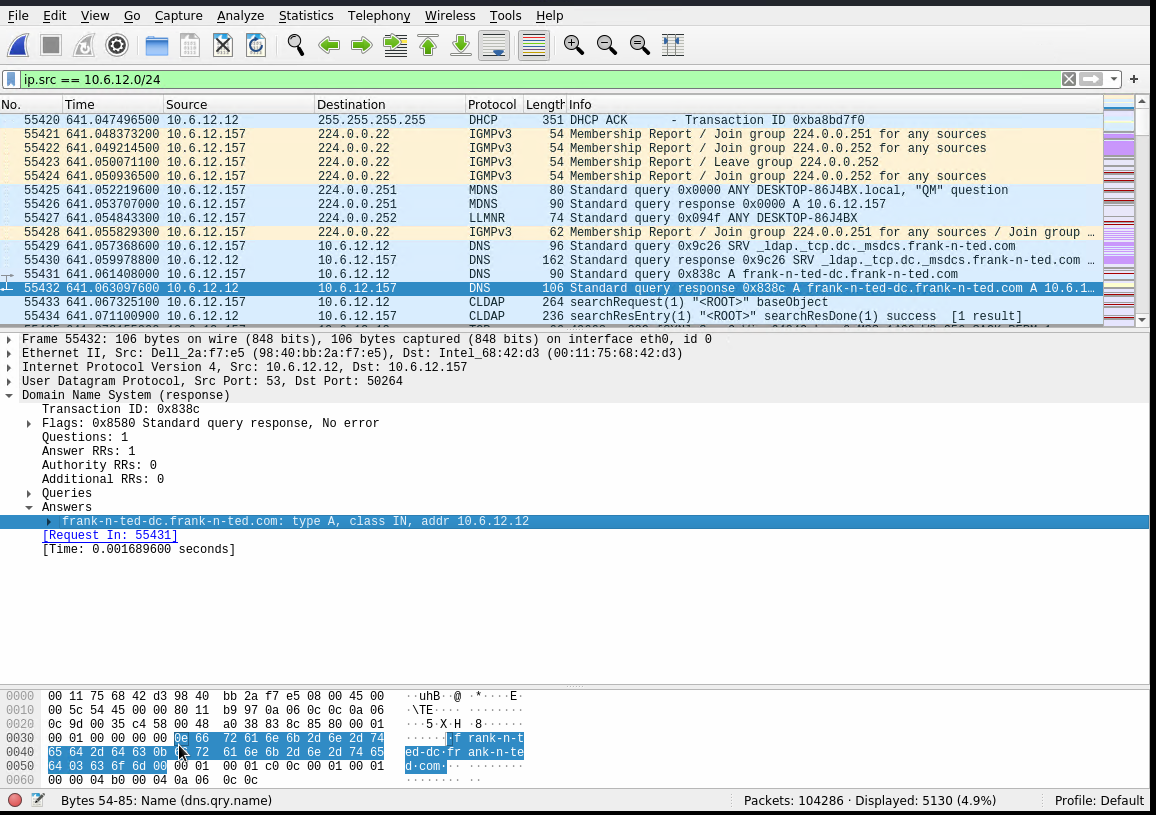 File Edit View Go Capture Analyze Statistics Telephony Wireless Tools Help
ip.src == 10.6.12.0/24
No. Time Source Destination Protocol Length Info
55420 641.047496500 10.6.12.12 255.255.255.255 DHCP 351 DHCP ACK - Transaction ID 0xba8bd7f0
55421 641.048373200 10.6.12.157 224.0.0.22 IGMPv3 54 Membership Report / Join group 224.0.0.251 for any sources
55422 641.049214500 10.6.12.157 224.0.0.22 IGMPv3 54 Membership Report / Join group 224.0.0.252 for any sources
55423 641.050071100 10.6.12.157 224.0.0.22 IGMPv3 54 Membership Report / Leave group 224.0.0.252
55424 641.050936500 10.6.12.157 224.0.0.22 IGMPv3 54 Membership Report / Join group 224.0.0.252 for any sources
55425 641.052219600 10.6.12.157 224.0.0.251 MDNS 80 Standard query 0x0000 ANY DESKTOP-86J4BX.local, "QM" question
55426 641.053707000 10.6.12.157 224.0.0.251 MDNS 90 Standard query response 0x0000 A 10.6.12.157
55427 641.054843300 10.6.12.157 224.0.0.252 LLMNR 74 Standard query 0x094f ANY DESKTOP-86J4BX
55428 641.055829300 10.6.12.157 224.0.0.22 IGMPv3 62 Membership Report / Join group 224.0.0.251 for any sources / Join group …
55429 641.057368600 10.6.12.157 10.6.12.12 DNS 96 Standard query 0x9c26 SRV _ldap._tcp.dc._msdcs.frank-n-ted.com
55430 641.059978800 10.6.12.12 10.6.12.157 DNS 162 Standard query response 0x9c26 SRV _ldap._tcp.dc._msdcs.frank-n-ted.com …
55431 641.061408000 10.6.12.157 10.6.12.12 DNS 90 Standard query 0x838c A frank-n-ted-dc.frank-n-ted.com
55432 641.063097600 10.6.12.12 10.6.12.157 DNS 106 Standard query response 0x838c A frank-n-ted-dc.frank-n-ted.com A 10.6.1…
55433 641.067325100 10.6.12.157 10.6.12.12 CLDAP 264 searchRequest(1) "<ROOT>" baseObject
55434 641.071100900 10.6.12.12 10.6.12.157 CLDAP 236 searchResEntry(1) "<ROOT>" searchResDone(1) success [1 result]
Frame 55432: 106 bytes on wire (848 bits), 106 bytes captured (848 bits) on interface eth0, id 0
Ethernet II, Src: Dell_2a:f7:e5 (98:40:bb:2a:f7:e5), Dst: Intel_68:42:d3 (00:11:75:68:42:d3)
Internet Protocol Version 4, Src: 10.6.12.12, Dst: 10.6.12.157
User Datagram Protocol, Src Port: 53, Dst Port: 50264
Domain Name System (response)
Transaction ID: 0x838c
Flags: 0x8580 Standard query response, No error
Questions: 1
Answer RRs: 1
Authority RRs: 0
Additional RRs: 0
Queries
Answers
frank-n-ted-dc.frank-n-ted.com: type A, class IN, addr 10.6.12.12
[Request In: 55431]
[Time: 0.001689600 seconds]
0000 00 11 75 68 42 d3 98 40 bb 2a f7 e5 08 00 45 00 ··uhB··@ ·*····E·
0010 00 5c 54 45 00 00 80 11 b9 97 0a 06 0c 0c 0a 06 ·\TE···· ········
0020 0c 9d 00 35 c4 58 00 48 a0 38 83 8c 85 80 00 01 ···5·X·H ·8······
0030 00 01 00 00 00 00 0e 66 72 61 6e 6b 2d 6e 2d 74 ·······f rank-n-t
0040 65 64 2d 64 63 0b 72 61 6e 6b 2d 6e 2d 74 65 ed-dc·fr ank-n-te
0050 64 03 63 6f 6d 00 00 01 00 01 c0 0c 00 01 00 01 d·com··· ········
0060 00 00 04 b0 00 04 0a 06 0c 0c ········ ··
Bytes 54-85: Name (dns.qry.name) Packets: 104286 · Displayed: 5130 (4.9%) Profile: Default